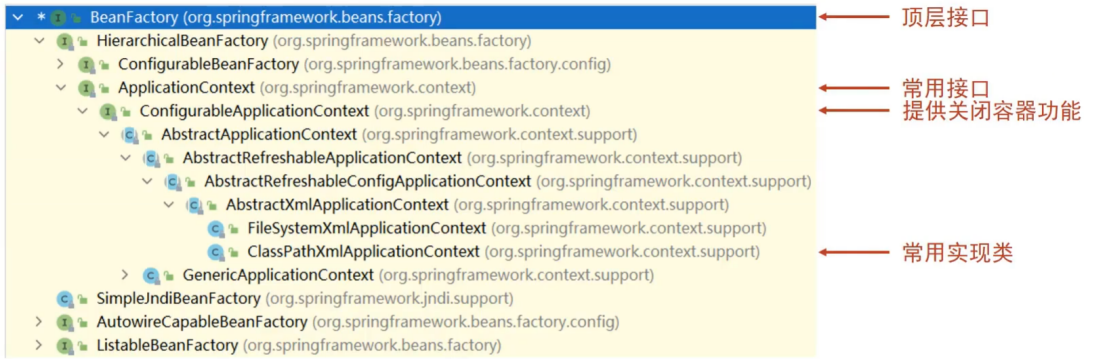 * BeanFactory (org.springframework.beans.factory) 顶层接口
HierarchicalBeanFactory (org.springframework.beans.factory)
ConfigurableBeanFactory (org.springframework.beans.factory.config)
ApplicationContext (org.springframework.context) 常用接口
ConfigurableApplicationContext (org.springframework.context) 提供关闭容器功能
AbstractApplicationContext (org.springframework.context.support)
AbstractRefreshableApplicationContext (org.springframework.context.support)
AbstractRefreshableConfigApplicationContext (org.springframework.context.support)
AbstractXmlApplicationContext (org.springframework.context.support)
FileSystemXmlApplicationContext (org.springframework.context.support)
ClassPathXmlApplicationContext (org.springframework.context.support) 常用实现类
GenericApplicationContext (org.springframework.context.support)
SimpleJndiBeanFactory (org.springframework.jndi.support)
AutowireCapableBeanFactory (org.springframework.beans.factory.config)
ListableBeanFactory (org.springframework.beans.factory)